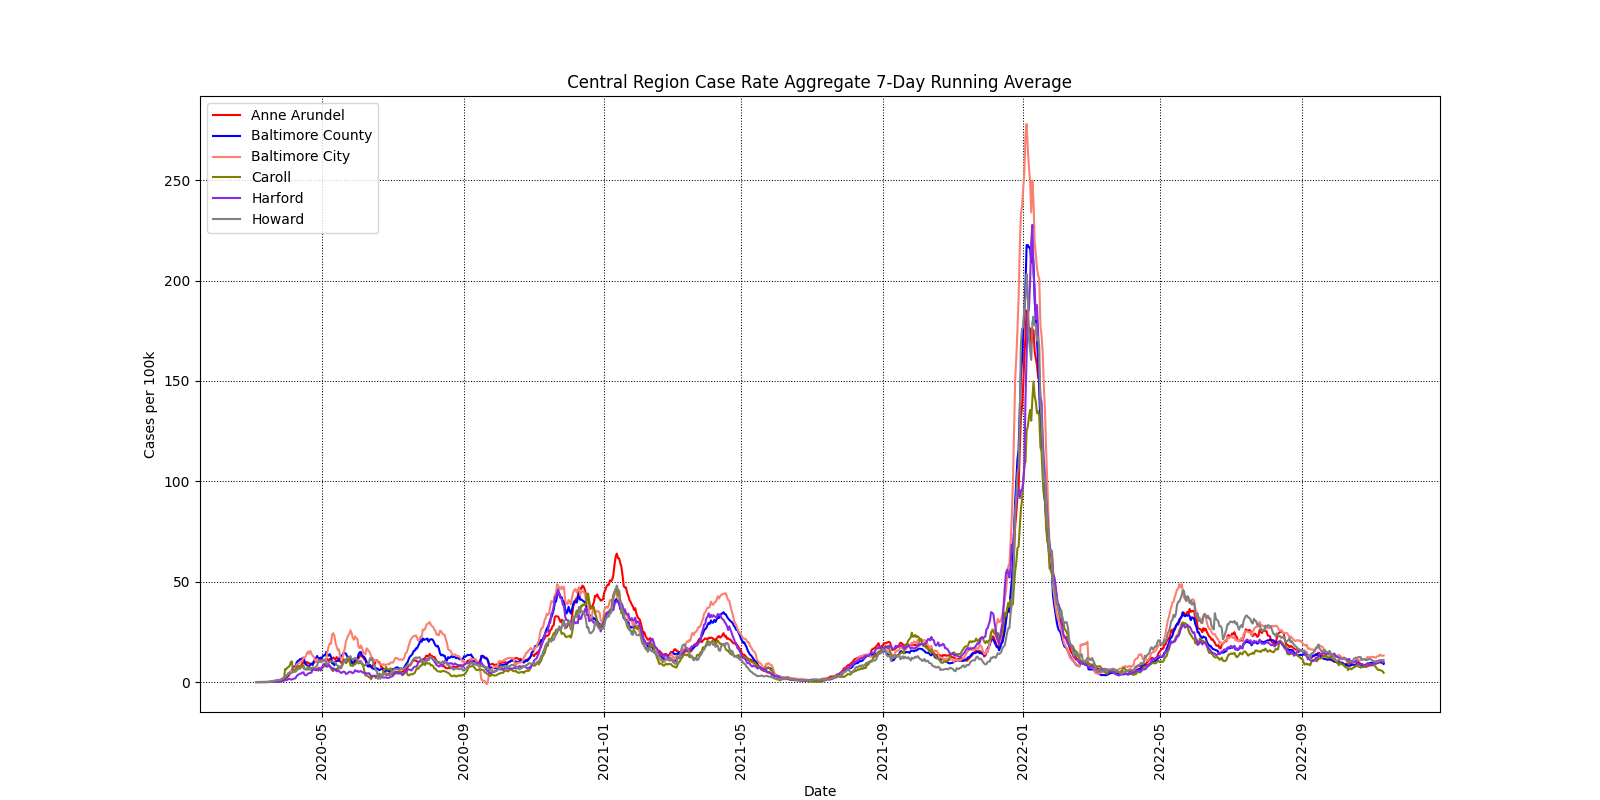 Central Region Case Rate Aggregate 7-Day Running Average
Anne Arundel
Baltimore County
Baltimore City
Caroll
Harford
Howard
Cases per 100k
250
200
150
100
50
0
2020-05
2020-09
2021-01
2021-05
2021-09
2022-01
2022-05
2022-09
Date